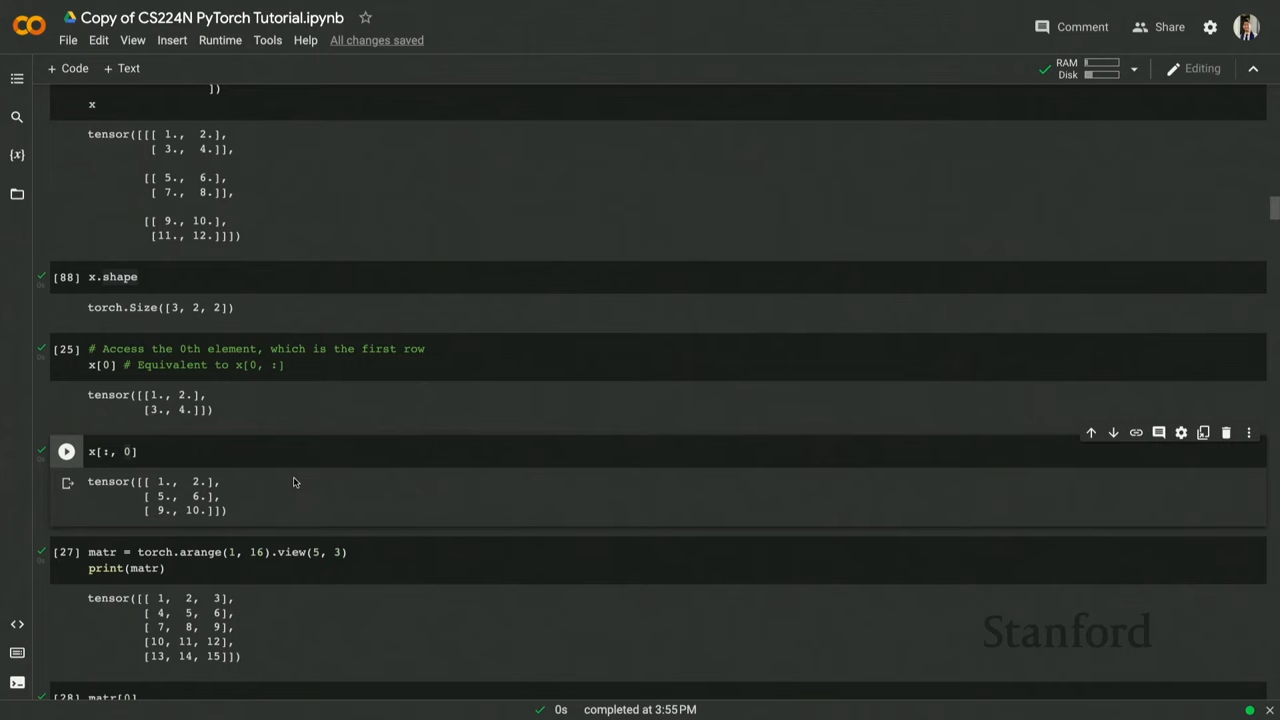 Copy of CS224N PyTorch Tutorial.ipynb
File Edit View Insert Runtime Tools Help All changes saved
Comment Share
+ Code + Text
RAM
Disk
Editing
])
x
tensor([[[ 1., 2.],
[ 3., 4.]],
[[ 5., 6.],
[ 7., 8.]],
[[ 9., 10.],
[11., 12.]]])
[88] x.shape
torch.Size([3, 2, 2])
[25] # Access the 0th element, which is the first row
x[0] # Equivalent to x[0, :]
tensor([[1., 2.],
[3., 4.]])
x[:, 0]
tensor([[ 1., 2.],
[ 5., 6.],
[ 9., 10.]])
[27] matr = torch.arange(1, 16).view(5, 3)
print(matr)
tensor([[ 1, 2, 3],
[ 4, 5, 6],
[ 7, 8, 9],
[10, 11, 12],
[13, 14, 15]])
Stanford
[28] matr[0]
0s completed at 3:55PM